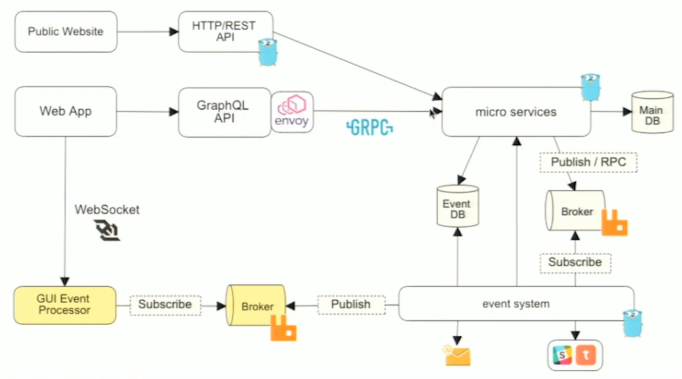 Public Website
HTTP/REST
API
Web App
GraphQL
API
envoy
GRPC
micro services
Main
DB
Publish / RPC
WebSocket
Event
DB
Broker
Subscribe
GUI Event
Processor
Subscribe
Broker
Publish
event system
S
t